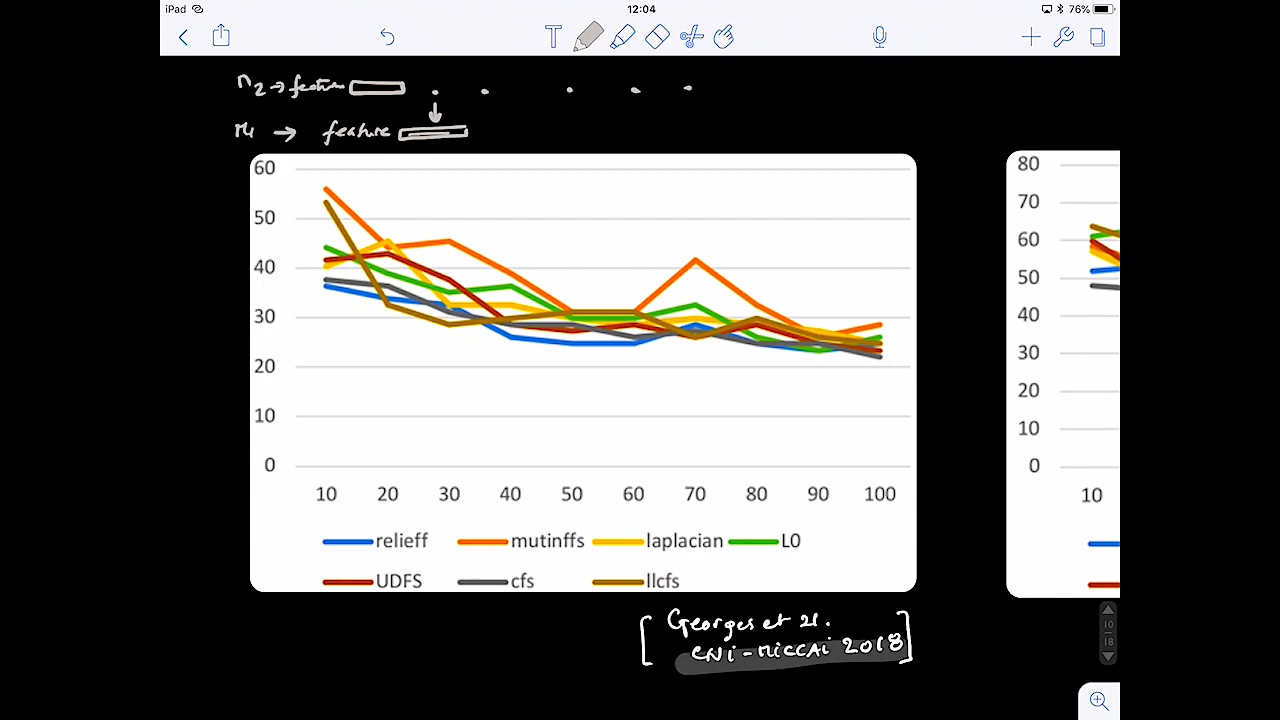 iPad 12:04 76%
n2 → feature
n1 → feature
60
50
40
30
20
10
0
10 20 30 40 50 60 70 80 90 100
relieff mutinffs laplacian L0
UDFS cfs llcfs
80
70
60
50
40
30
20
10
0
10
[Georges et al.
CNi-MiCCAi 2018]
10
18